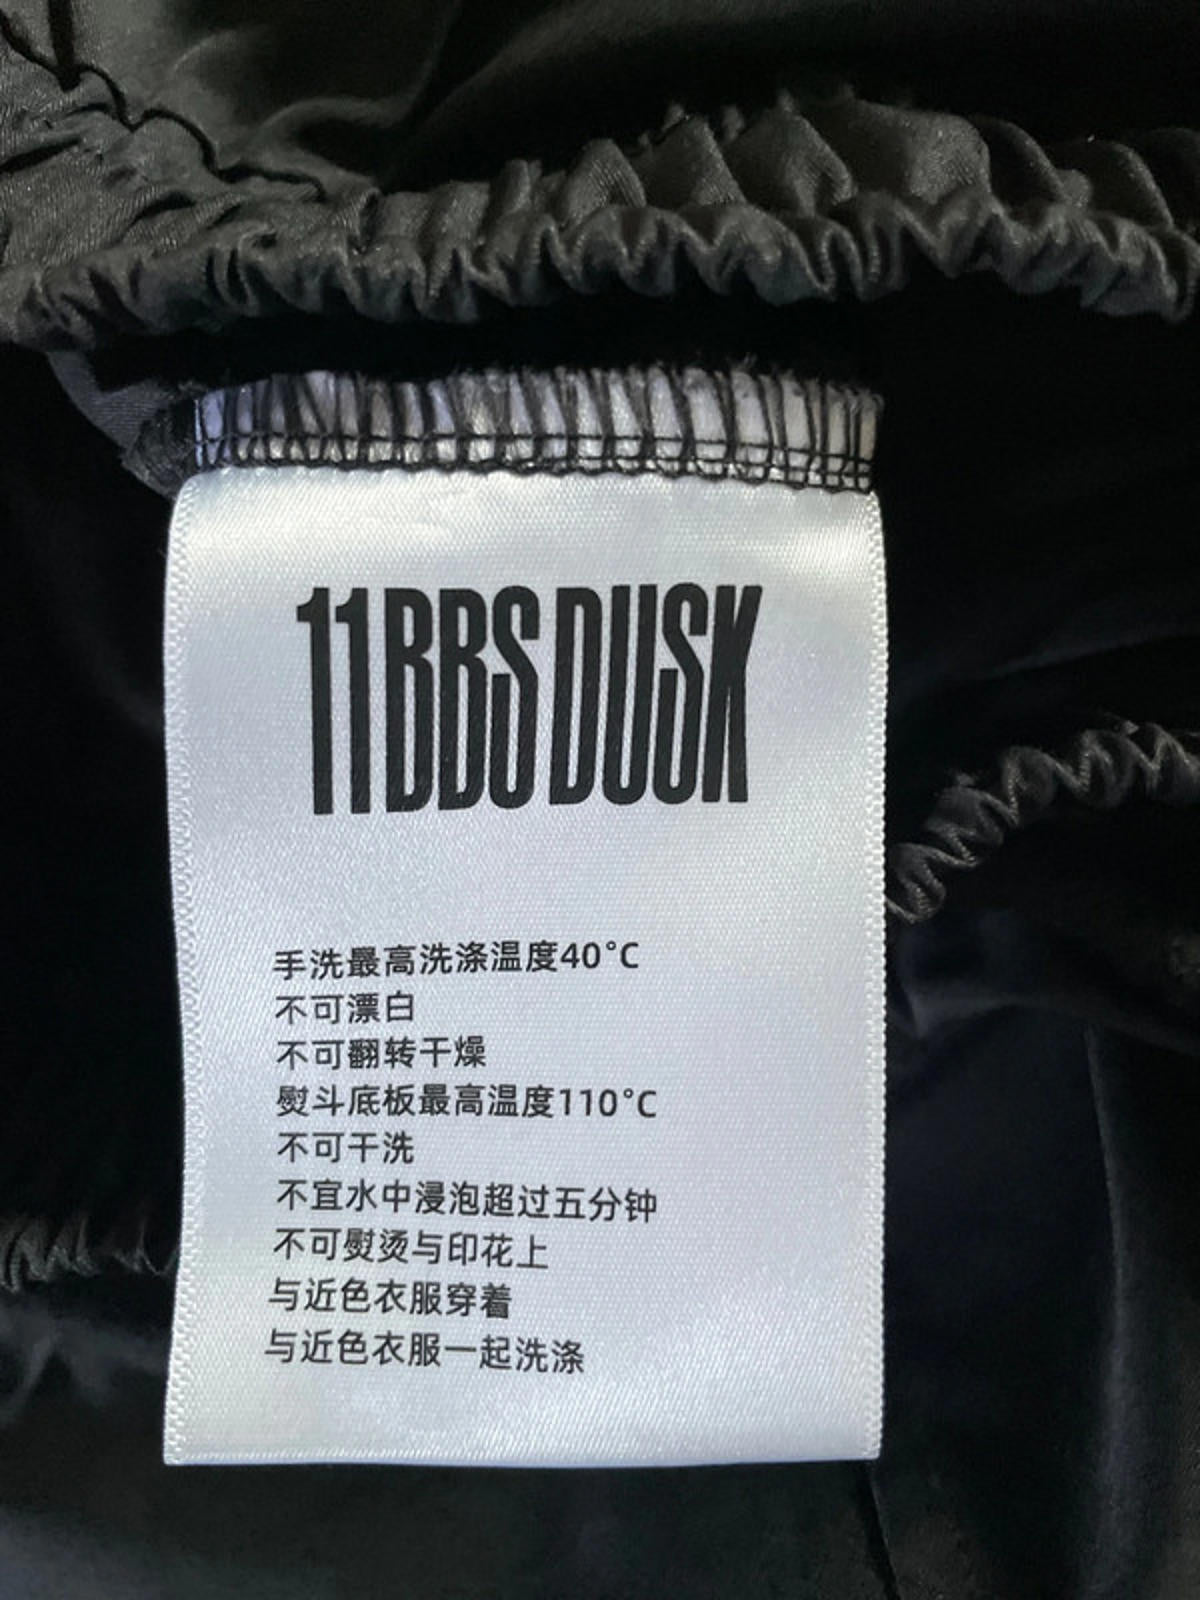 11BBS DUSK
手洗最高洗涤温度40°C
不可漂白
不可翻转干燥
熨斗底板最高温度110°C
不可干洗
不宜水中浸泡超过五分钟
不可熨烫与印花上
与近色衣服穿着
与近色衣服一起洗涤